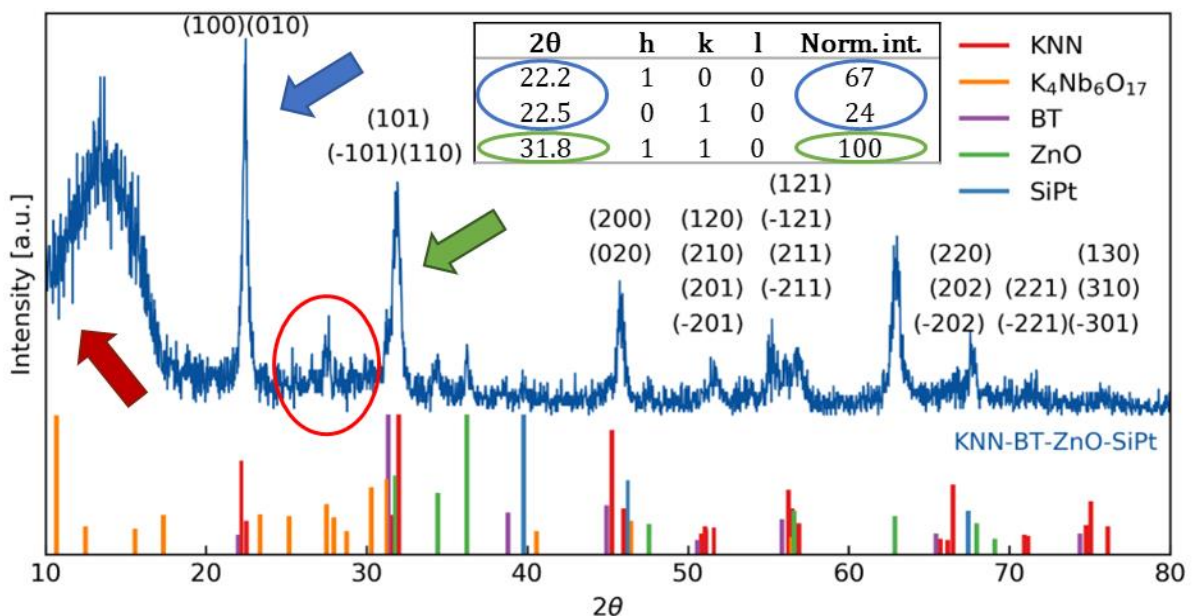 (100)(010)
(101)
(-101)(110)
2θ h k l Norm. int.
22.2 1 0 0 67
22.5 0 1 0 24
31.8 1 1 0 100
KNN
K₄Nb₆O₁₇
BT
ZnO
SiPt
(200)
(020)
(120)
(210)
(201)
(-201)
(121)
(-121)
(211)
(-211)
(220)
(202)
(-202)
(221)
(-221)
(130)
(310)
(-301)
Intensity [a.u.]
KNN-BT-ZnO-SiPt
10 20 30 40 50 60 70 80
2θ